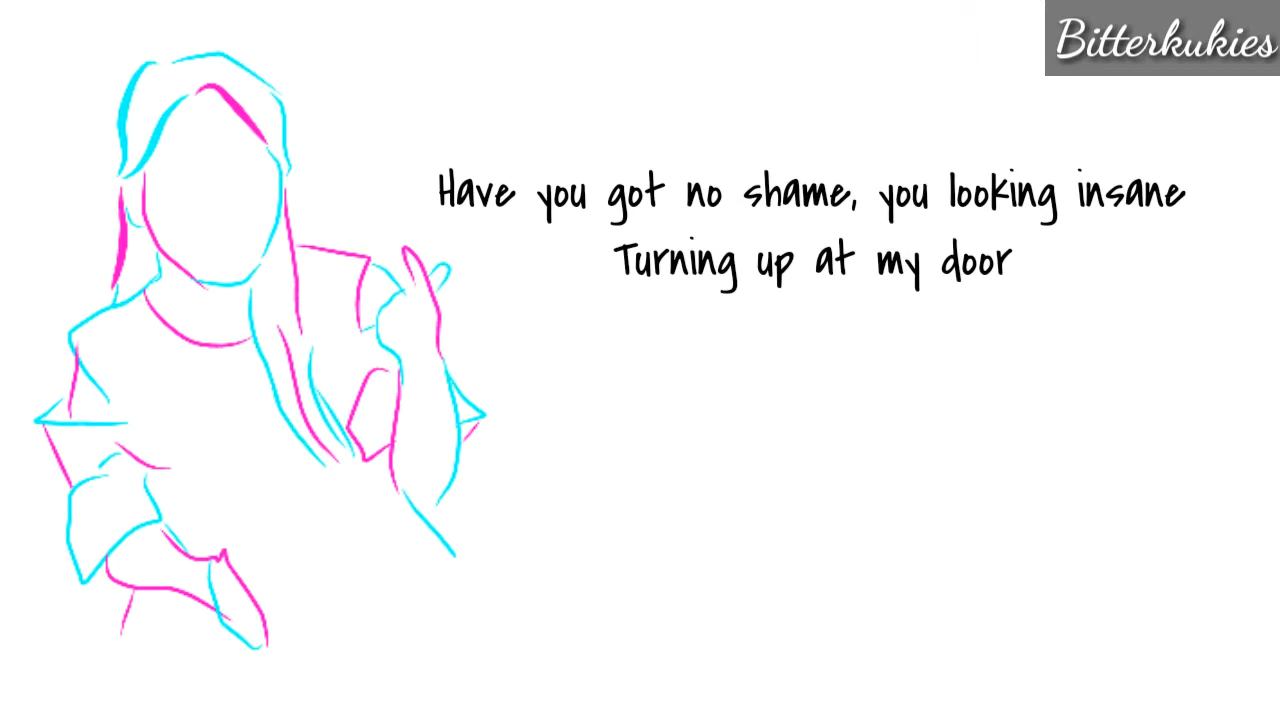 Bitterkukies
Have you got no shame, you looking insane
Turning up at my door